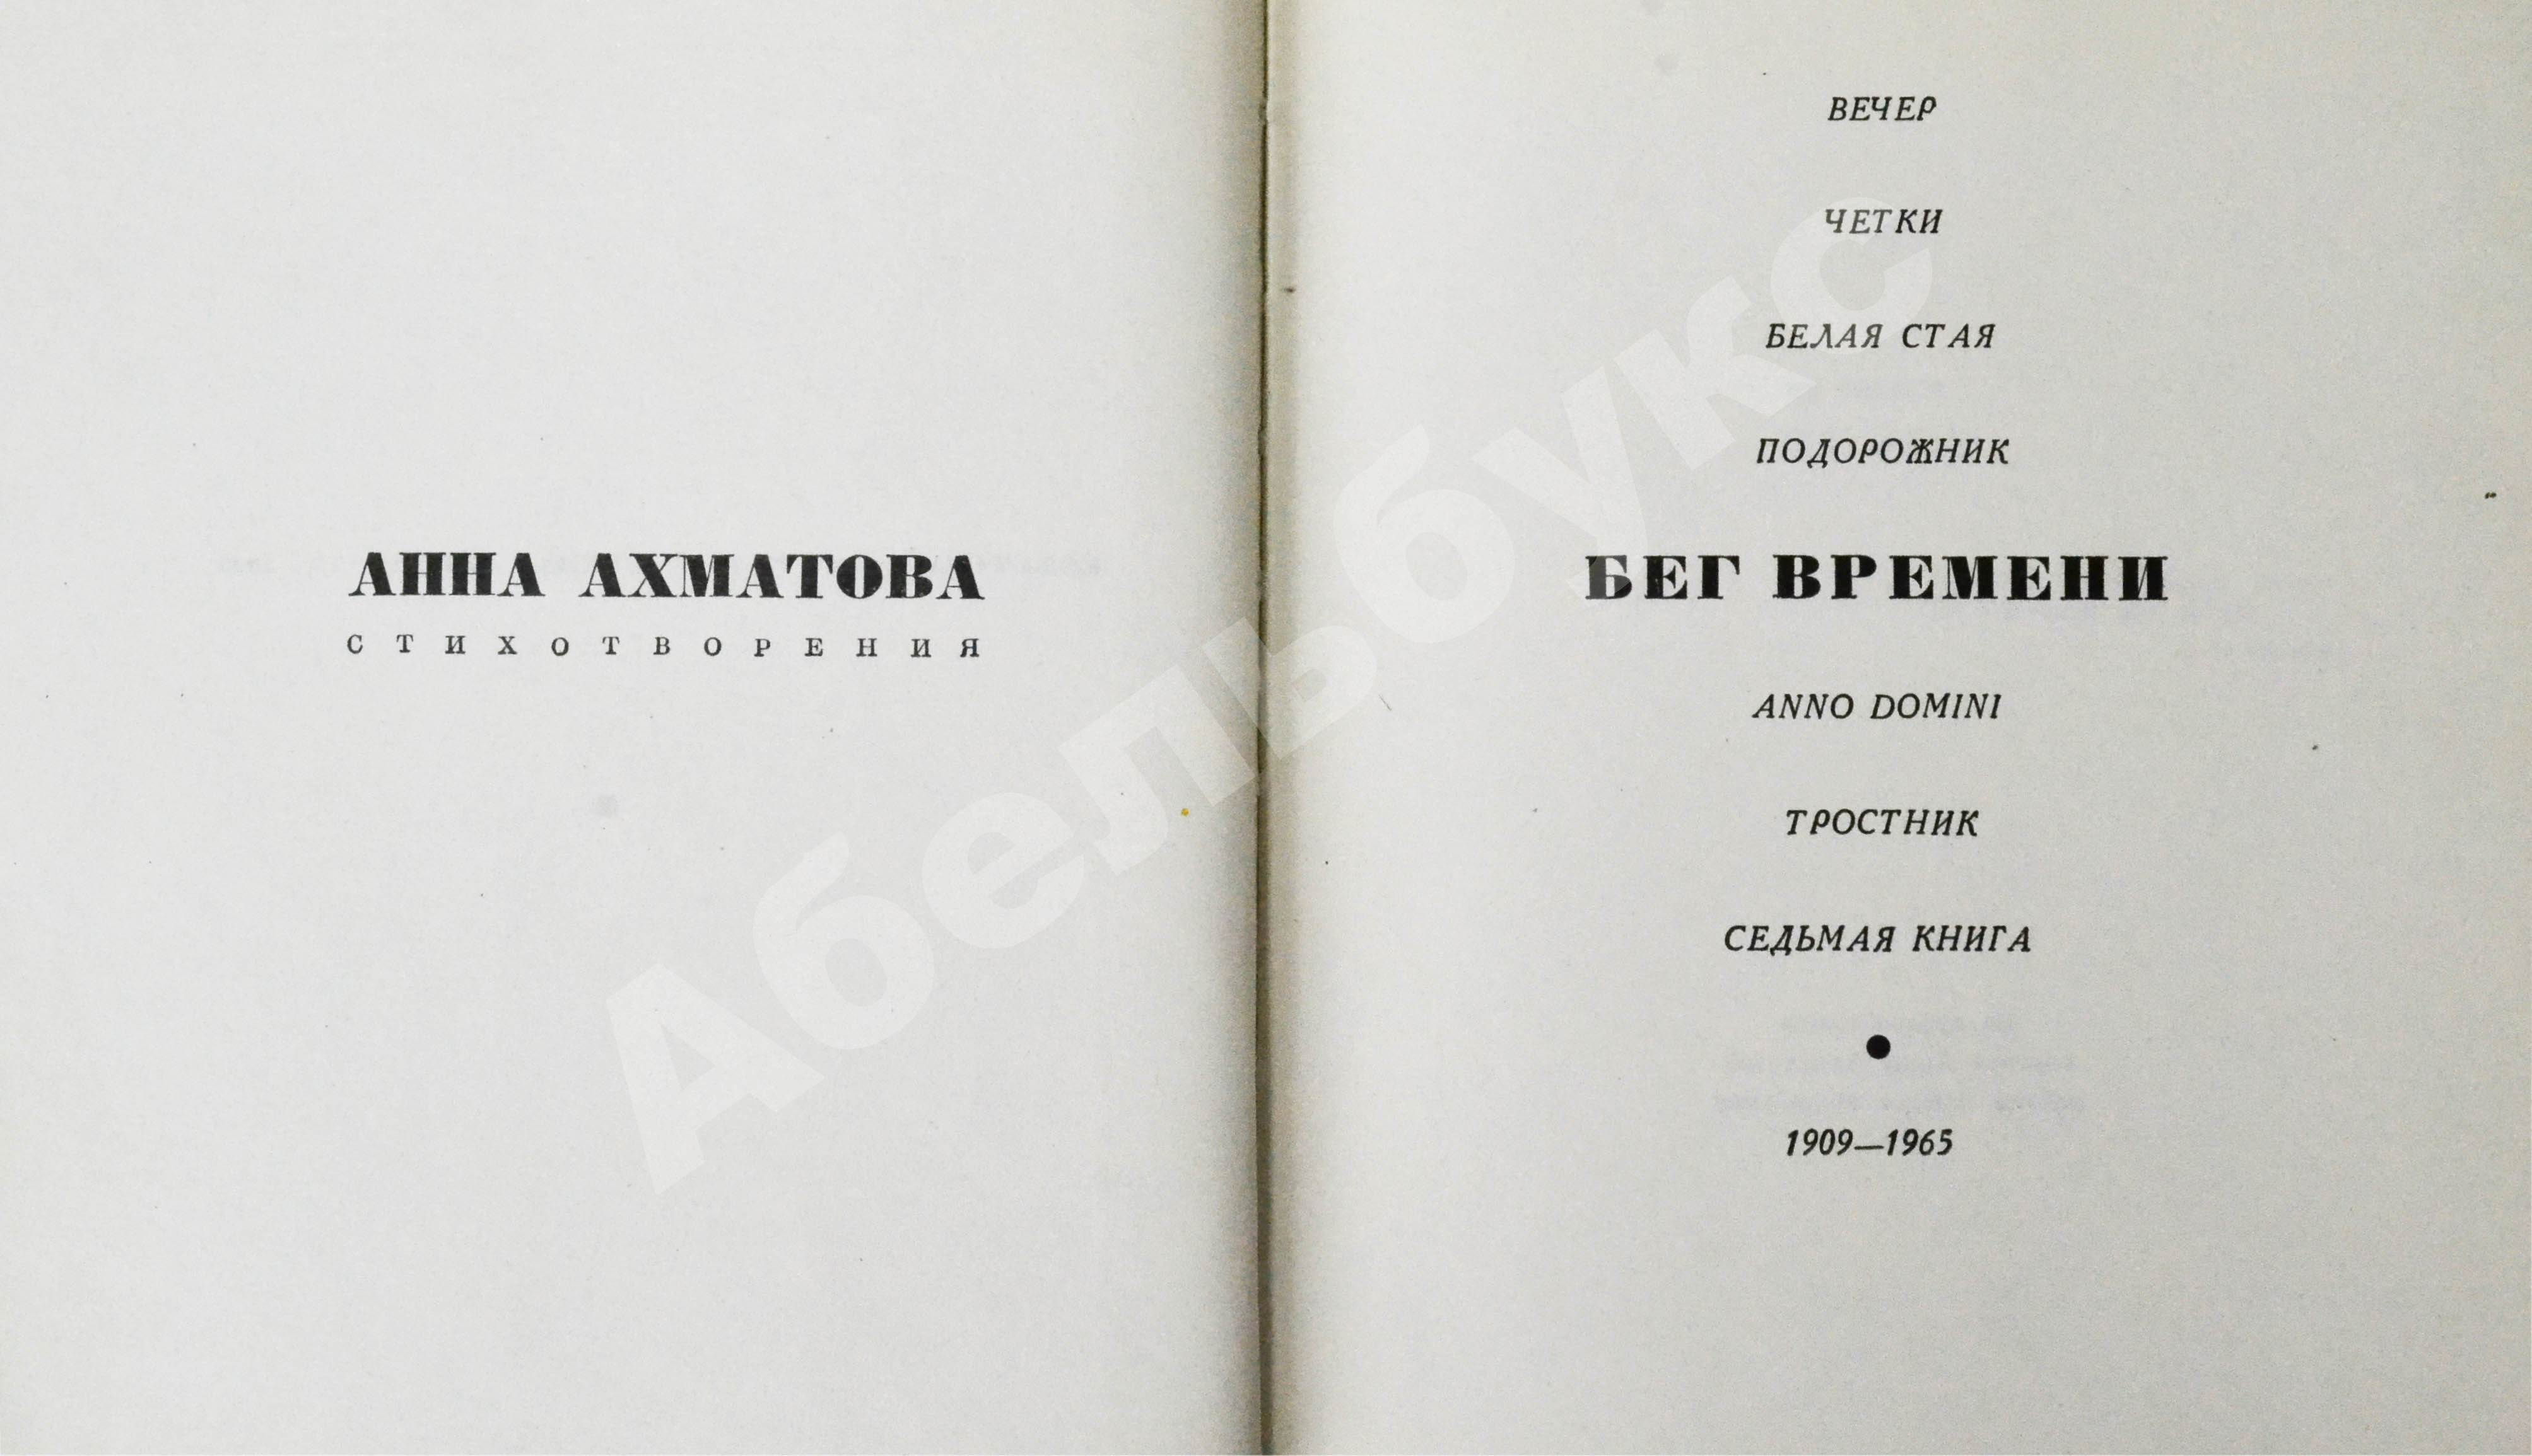 АННА АХМАТОВА
СТИХОТВОРЕНИЯ
ВЕЧЕР
ЧЕТКИ
БЕЛАЯ СТАЯ
ПОДОРОЖНИК
БЕГ ВРЕМЕНИ
ANNO DOMINI
ТРОСТНИК
СЕДЬМАЯ КНИГА
1909—1965
Абельбукс